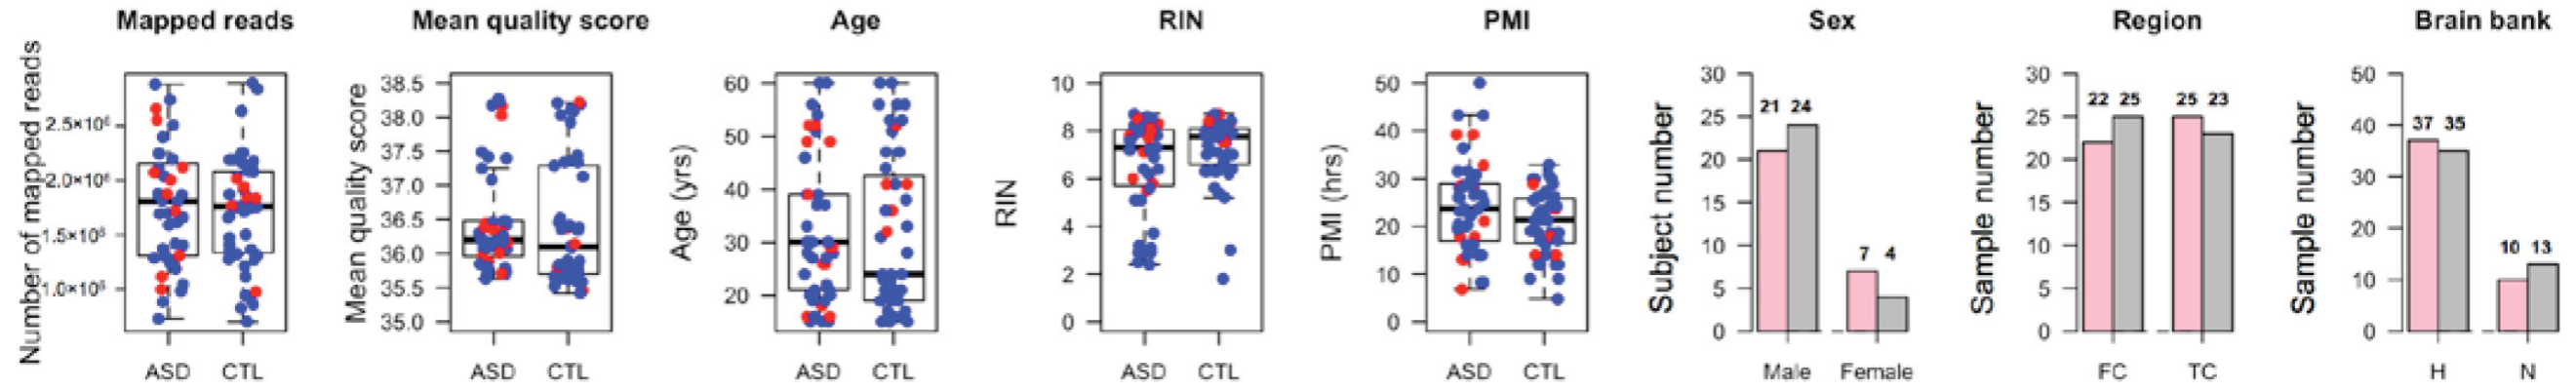 Mapped reads
Number of mapped reads
2.5×10⁶
2.0×10⁶
1.5×10⁶
1.0×10⁶
ASD CTL
Mean quality score
Mean quality score
38.5
38.0
37.5
37.0
36.5
36.0
35.5
35.0
ASD CTL
Age
Age (yrs)
60
50
40
30
20
ASD CTL
RIN
RIN
10
8
6
4
2
0
ASD CTL
PMI
PMI (hrs)
50
40
30
20
10
0
ASD CTL
Sex
Subject number
30
25
20
15
10
5
0
21 24
7 4
Male Female
Region
Sample number
30
25
20
15
10
5
0
22 25
25 23
FC TC
Brain bank
Sample number
50
40
30
20
10
0
37 35
10 13
H N